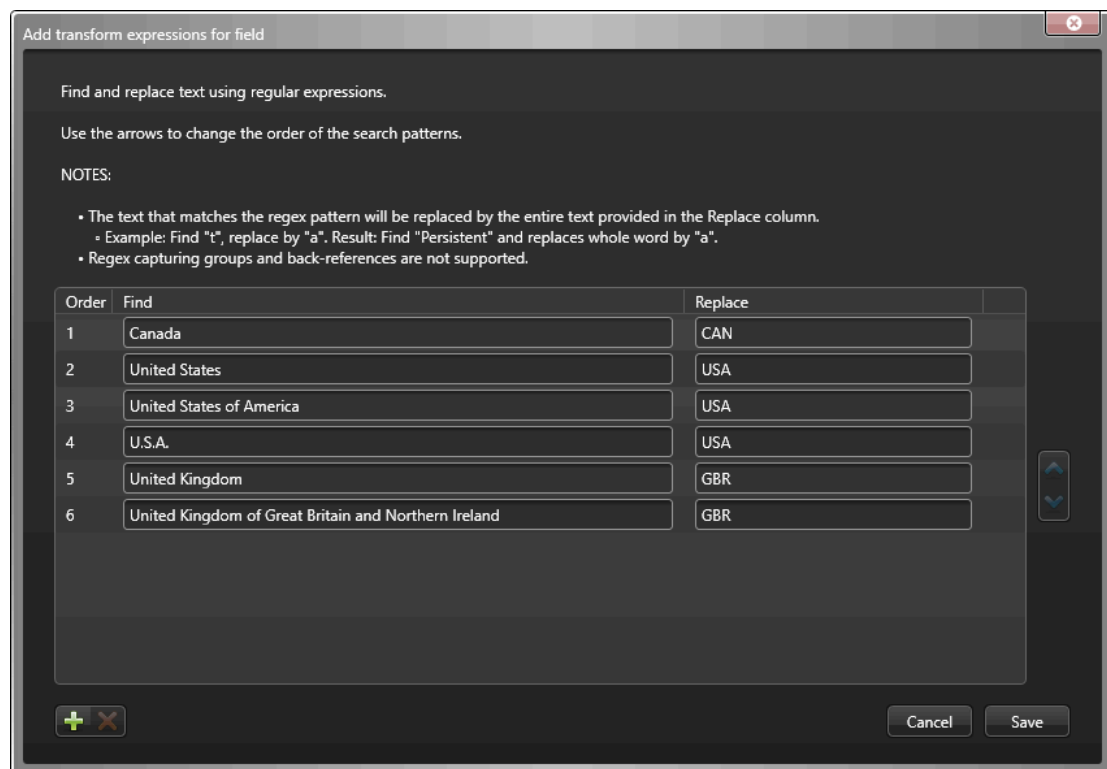 Add transform expressions for field
Find and replace text using regular expressions.
Use the arrows to change the order of the search patterns.
NOTES:
• The text that matches the regex pattern will be replaced by the entire text provided in the Replace column.
▫ Example: Find "t", replace by "a". Result: Find "Persistent" and replaces whole word by "a".
• Regex capturing groups and back-references are not supported.
Order Find Replace
1 Canada CAN
2 United States USA
3 United States of America USA
4 U.S.A. USA
5 United Kingdom GBR
6 United Kingdom of Great Britain and Northern Ireland GBR
Cancel Save